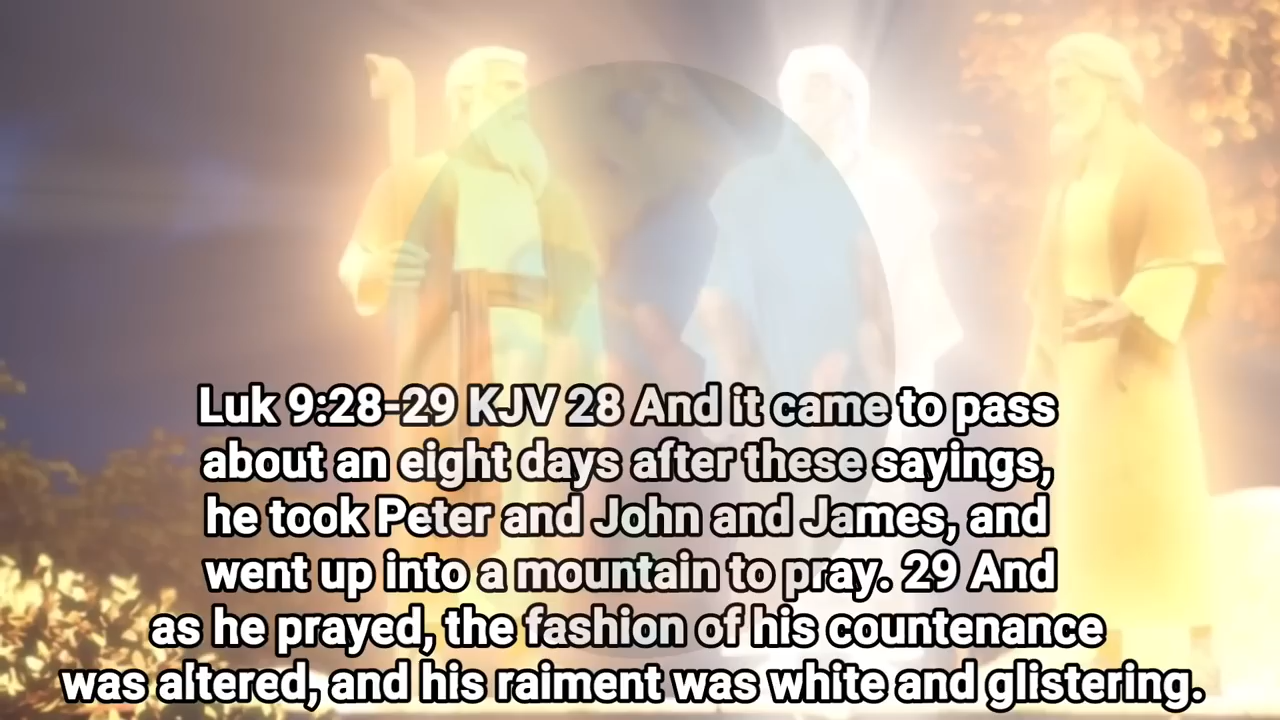 Luk 9:28-29 KJV 28 And it came to pass
about an eight days after these sayings,
he took Peter and John and James, and
went up into a mountain to pray. 29 And
as he prayed, the fashion of his countenance
was altered, and his raiment was white and glistering.